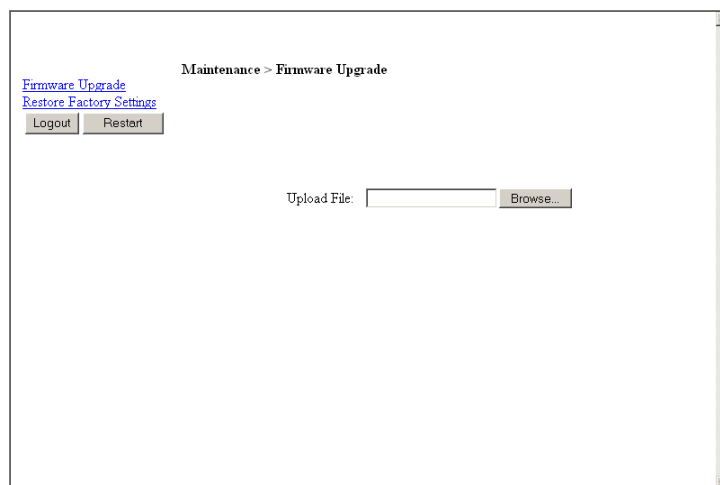 Maintenance > Firmware Upgrade
Firmware Upgrade
Restore Factory Settings
Logout Restart
Upload File: Browse...